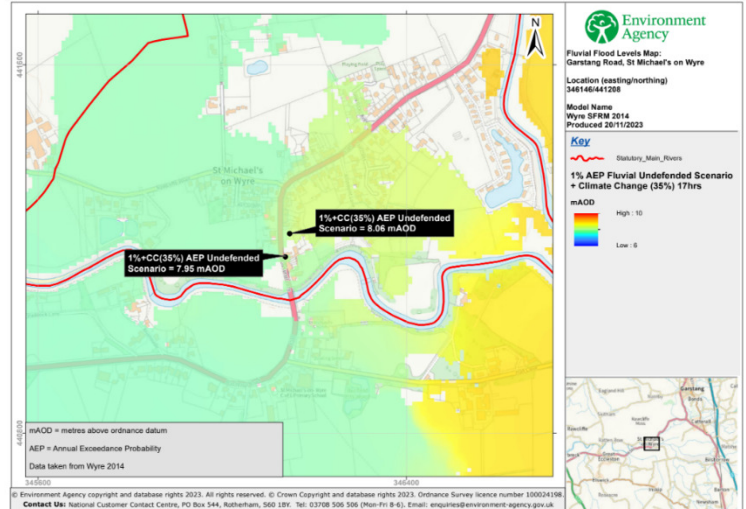 Environment
Agency
Fluvial Flood Levels Map:
Garstang Road, St Michael's on Wyre
Location (easting/northing)
346146/441208
Model Name
Wyre SFRM 2014
Produced 20/11/2023
Key
Statutory_Main_Rivers
1% AEP Fluvial Undefended Scenario
+ Climate Change (35%) 17hrs
mAOD
High : 10
Low : 6
N
441600
St Michael's
on Wyre
1%+CC(35%) AEP Undefended
Scenario = 8.06 mAOD
1%+CC(35%) AEP Undefended
Scenario = 7.95 mAOD
mAOD = metres above ordnance datum
AEP = Annual Exceedance Probability
Data taken from Wyre 2014
440800
345600
346400
Garstang
© Environment Agency copyright and database rights 2023. All rights reserved. © Crown Copyright and database rights 2023. Ordnance Survey licence number 100024198.
Contact Us: National Customer Contact Centre, PO Box 544, Rotherham, S60 1BY. Tel: 03708 506 506 (Mon-Fri 8-6). Email: enquiries@environment-agency.gov.uk